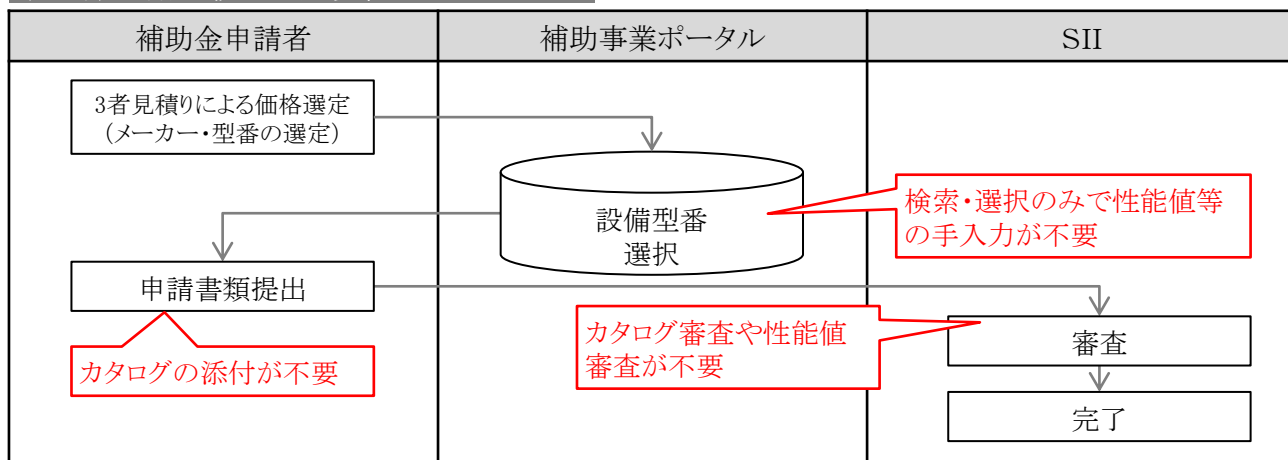 補助金申請者
補助事業ポータル
SII
3者見積りによる価格選定
（メーカー・型番の選定）
設備型番
選択
検索・選択のみで性能値等
の手入力が不要
申請書類提出
カタログの添付が不要
カタログ審査や性能値
審査が不要
審査
完了